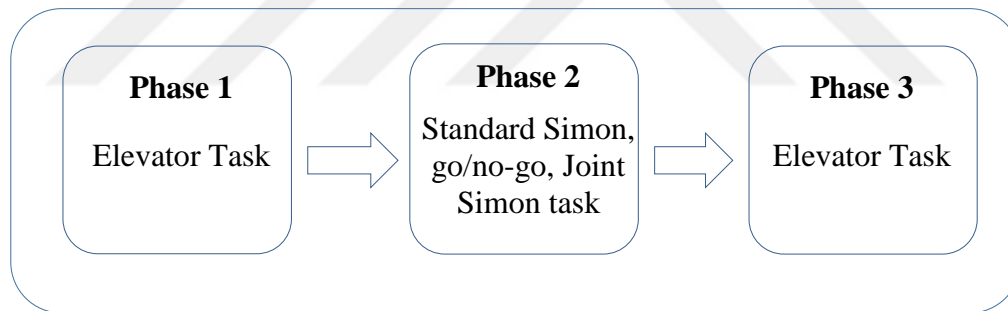 Phase 1
Elevator Task
Phase 2
Standard Simon,
go/no-go, Joint
Simon task
Phase 3
Elevator Task